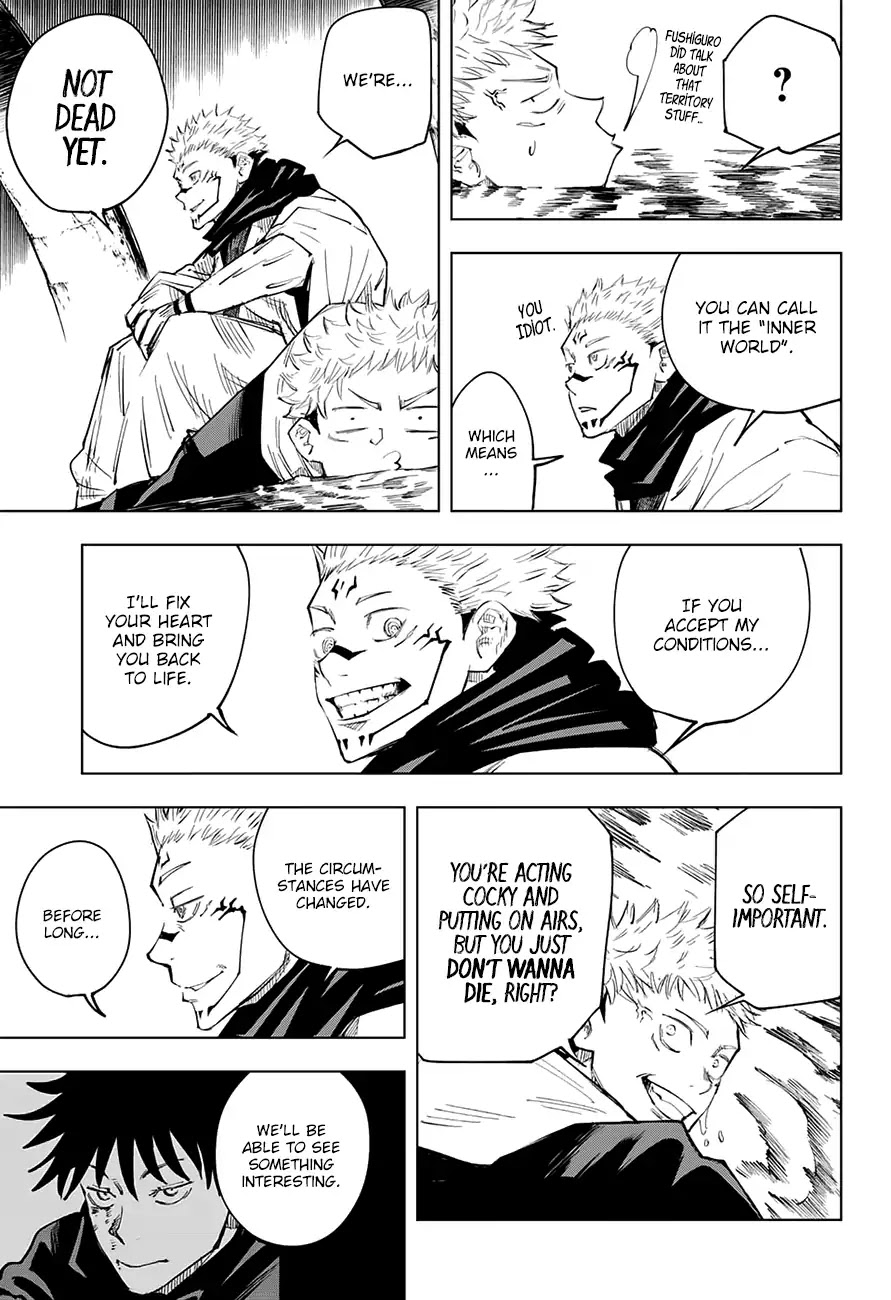 ?
FUSHIGURO
DID TALK
ABOUT
THAT
TERRITORY
STUFF..
WE'RE...
NOT
DEAD
YET.
YOU CAN CALL
IT THE "INNER
WORLD".
YOU
IDIOT.
WHICH
MEANS
...
IF YOU
ACCEPT MY
CONDITIONS...
I'LL FIX
YOUR HEART
AND BRING
YOU BACK
TO LIFE.
SO SELF-
IMPORTANT.
YOU'RE ACTING
COCKY AND
PUTTING ON AIRS,
BUT YOU JUST
DON'T WANNA
DIE, RIGHT?
THE CIRCUM-
STANCES HAVE
CHANGED.
BEFORE
LONG...
WE'LL BE
ABLE TO SEE
SOMETHING
INTERESTING.